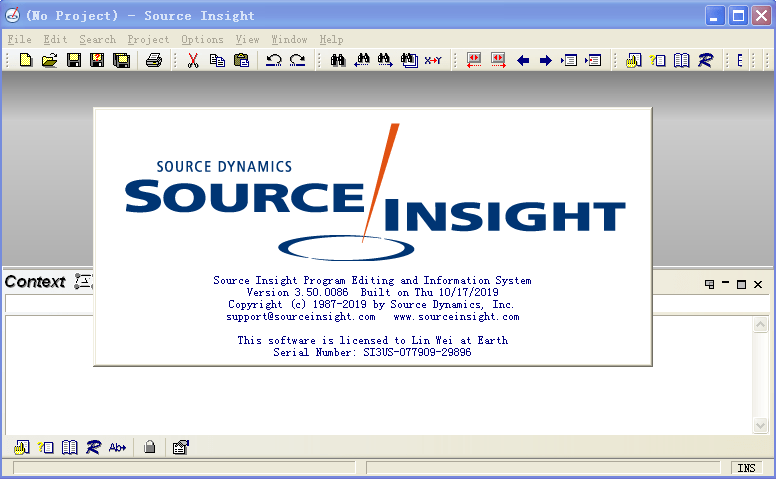 (No Project) - Source Insight
File Edit Search Project Options View Window Help
SOURCE DYNAMICS
SOURCE INSIGHT
Source Insight Program Editing and Information System
Version 3.50.0086 Built on Thu 10/17/2019
Copyright (c) 1987-2019 by Source Dynamics, Inc.
support@sourceinsight.com www.sourceinsight.com
This software is licensed to Lin Wei at Earth
Serial Number: SI3US-077909-29896
Context
Ab
INS